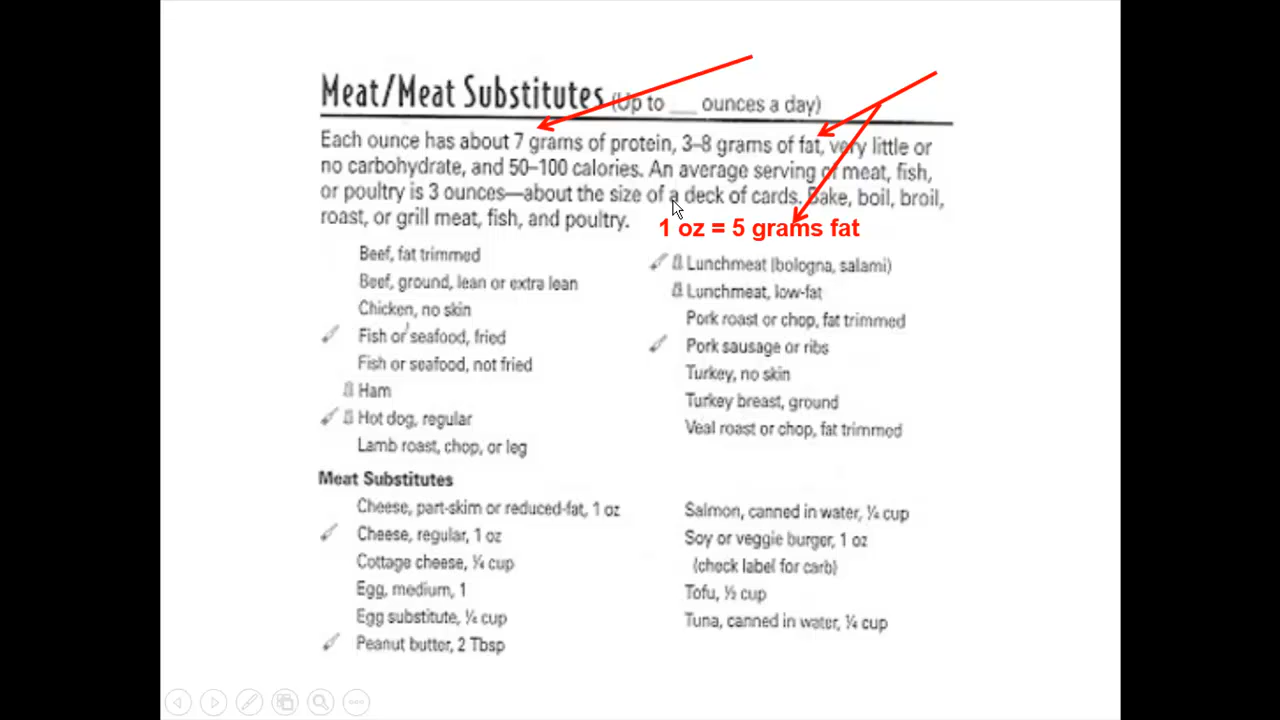 Meat/Meat Substitutes (Up to ___ ounces a day)
Each ounce has about 7 grams of protein, 3–8 grams of fat, very little or
no carbohydrate, and 50–100 calories. An average serving of meat, fish,
or poultry is 3 ounces—about the size of a deck of cards. Bake, boil, broil,
roast, or grill meat, fish, and poultry.
1 oz = 5 grams fat
Beef, fat trimmed
Beef, ground, lean or extra lean
Chicken, no skin
Fish or seafood, fried
Fish or seafood, not fried
Ham
Hot dog, regular
Lamb roast, chop, or leg
Lunchmeat (bologna, salami)
Lunchmeat, low-fat
Pork roast or chop, fat trimmed
Pork sausage or ribs
Turkey, no skin
Turkey breast, ground
Veal roast or chop, fat trimmed
Meat Substitutes
Cheese, part-skim or reduced-fat, 1 oz
Cheese, regular, 1 oz
Cottage cheese, ¼ cup
Egg, medium, 1
Egg substitute, ¼ cup
Peanut butter, 2 Tbsp
Salmon, canned in water, ¼ cup
Soy or veggie burger, 1 oz
(check label for carb)
Tofu, ½ cup
Tuna, canned in water, ¼ cup